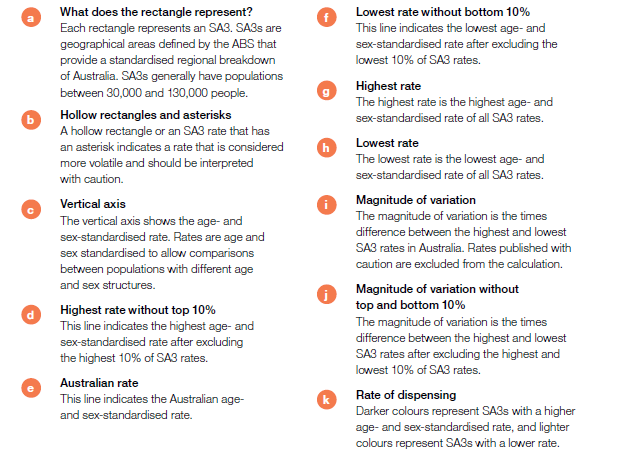 a
What does the rectangle represent?
Each rectangle represents an SA3. SA3s are
geographical areas defined by the ABS that
provide a standardised regional breakdown
of Australia. SA3s generally have populations
between 30,000 and 130,000 people.
b
Hollow rectangles and asterisks
A hollow rectangle or an SA3 rate that has
an asterisk indicates a rate that is considered
more volatile and should be interpreted
with caution.
c
Vertical axis
The vertical axis shows the age- and
sex-standardised rate. Rates are age and
sex standardised to allow comparisons
between populations with different age
and sex structures.
d
Highest rate without top 10%
This line indicates the highest age- and
sex-standardised rate after excluding
the highest 10% of SA3 rates.
e
Australian rate
This line indicates the Australian age-
and sex-standardised rate.
f
Lowest rate without bottom 10%
This line indicates the lowest age- and
sex-standardised rate after excluding the
lowest 10% of SA3 rates.
g
Highest rate
The highest rate is the highest age- and
sex-standardised rate of all SA3 rates.
h
Lowest rate
The lowest rate is the lowest age- and
sex-standardised rate of all SA3 rates.
i
Magnitude of variation
The magnitude of variation is the times
difference between the highest and lowest
SA3 rates in Australia. Rates published with
caution are excluded from the calculation.
j
Magnitude of variation without
top and bottom 10%
The magnitude of variation is the times
difference between the highest and lowest
SA3 rates after excluding the highest and
lowest 10% of SA3 rates.
k
Rate of dispensing
Darker colours represent SA3s with a higher
age- and sex-standardised rate, and lighter
colours represent SA3s with a lower rate.